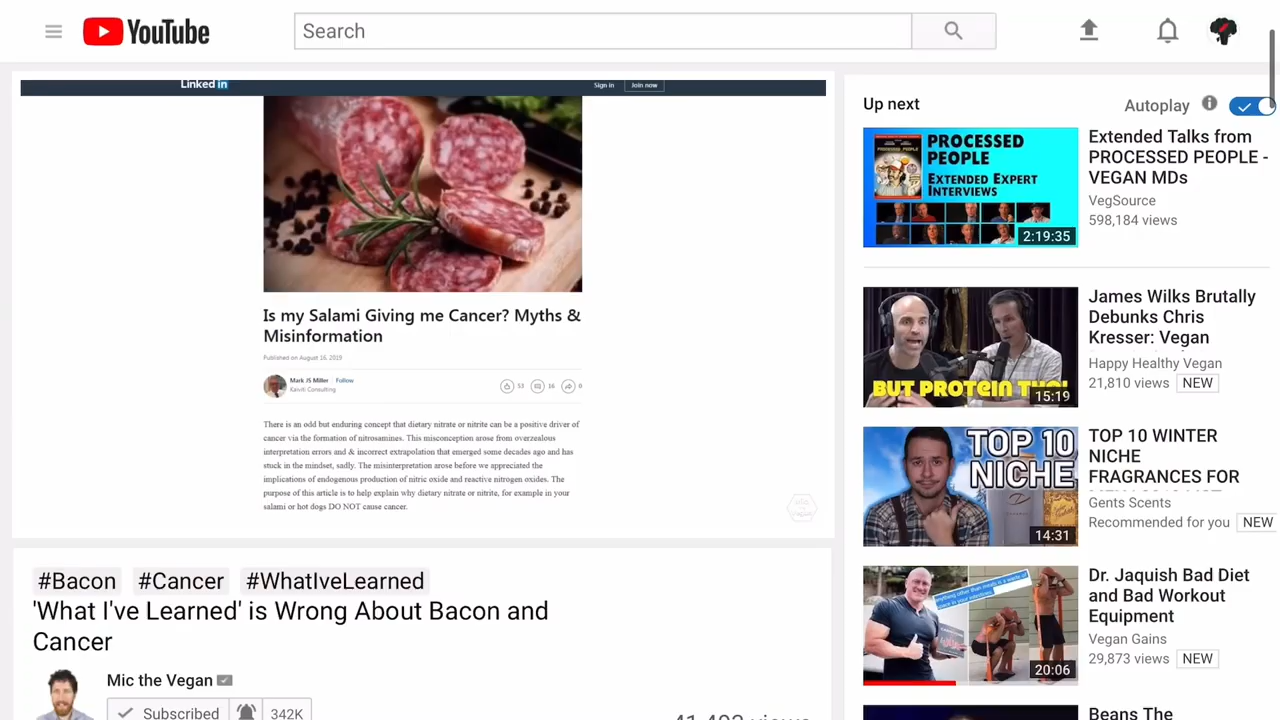 YouTube
Search
Linked in
Sign in
Join now
Is my Salami Giving me Cancer? Myths &
Misinformation
Published on August 16, 2019
Mark JS Miller Follow
Kaiviti Consulting
53
16
0
There is an odd but enduring concept that dietary nitrate or nitrite can be a positive driver of
cancer via the formation of nitrosamines. This misconception arose from overzealous
interpretation errors and & incorrect extrapolation that emerged some decades ago and has
stuck in the mindset, sadly. The misinterpretation arose before we appreciated the
implications of endogenous production of nitric oxide and reactive nitrogen oxides. The
purpose of this article is to help explain why dietary nitrate or nitrite, for example in your
salami or hot dogs DO NOT cause cancer.
#Bacon #Cancer #WhatIveLearned
'What I've Learned' is Wrong About Bacon and
Cancer
Mic the Vegan
Subscribed 342K
Up next
Autoplay
PROCESSED
PEOPLE
EXTENDED EXPERT
INTERVIEWS
2:19:35
Extended Talks from
PROCESSED PEOPLE -
VEGAN MDs
VegSource
598,184 views
BUT PROTEIN THO!
15:19
James Wilks Brutally
Debunks Chris
Kresser: Vegan
Happy Healthy Vegan
21,810 views NEW
TOP 10
NICHE
14:31
TOP 10 WINTER
NICHE
FRAGRANCES FOR
Gents Scents
Recommended for you NEW
20:06
Dr. Jaquish Bad Diet
and Bad Workout
Equipment
Vegan Gains
29,873 views NEW
Beans The